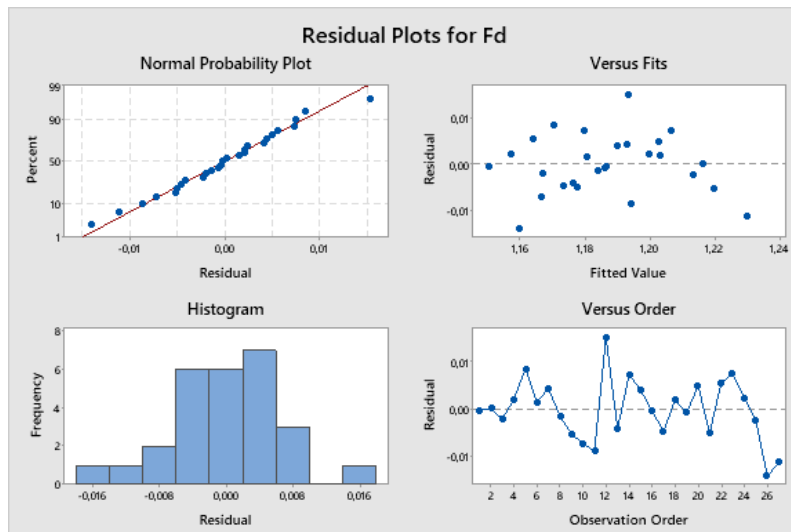 Residual Plots for Fd
Normal Probability Plot
99
90
50
10
1
Percent
-0,01
0,00
0,01
Residual
Versus Fits
0,01
0,00
-0,01
Residual
1,16
1,18
1,20
1,22
1,24
Fitted Value
Histogram
8
6
4
2
0
Frequency
-0,016
-0,008
0,000
0,008
0,016
Residual
Versus Order
0,01
0,00
-0,01
Residual
2 4 6 8 10 12 14 16 18 20 22 24 26
Observation Order